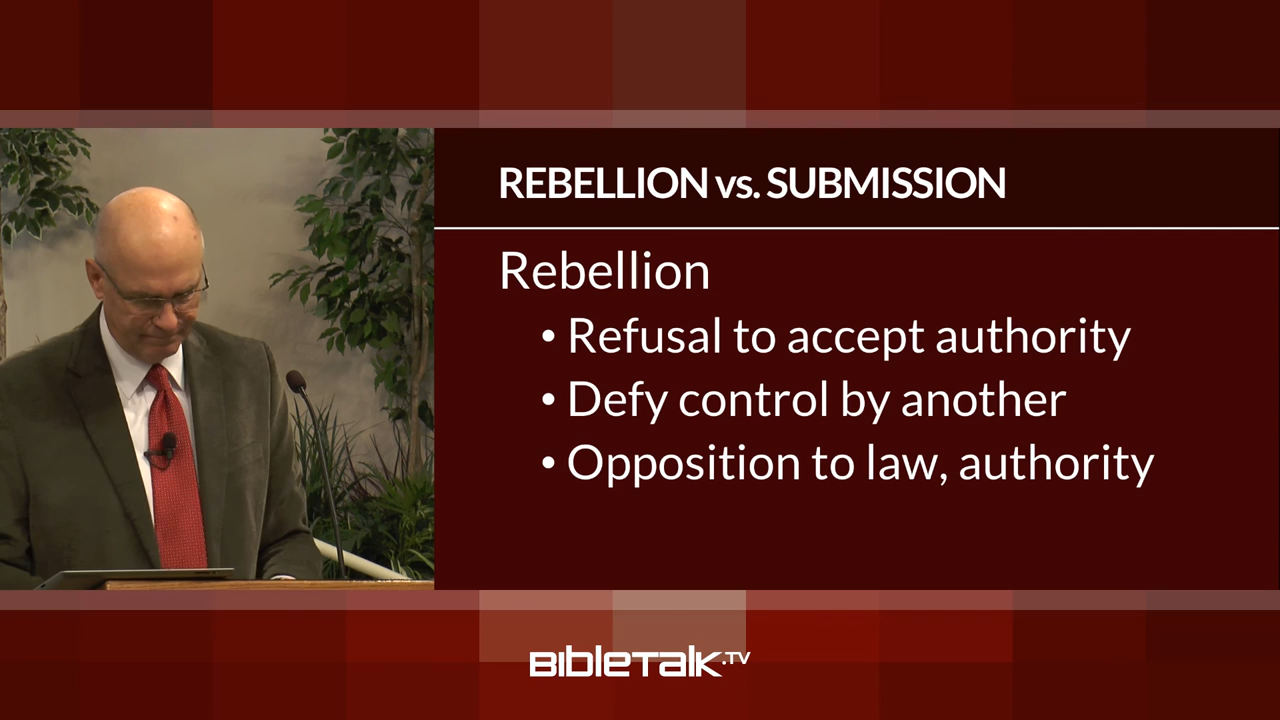 REBELLION vs. SUBMISSION
Rebellion
• Refusal to accept authority
• Defy control by another
• Opposition to law, authority
BIBLETALK.TV